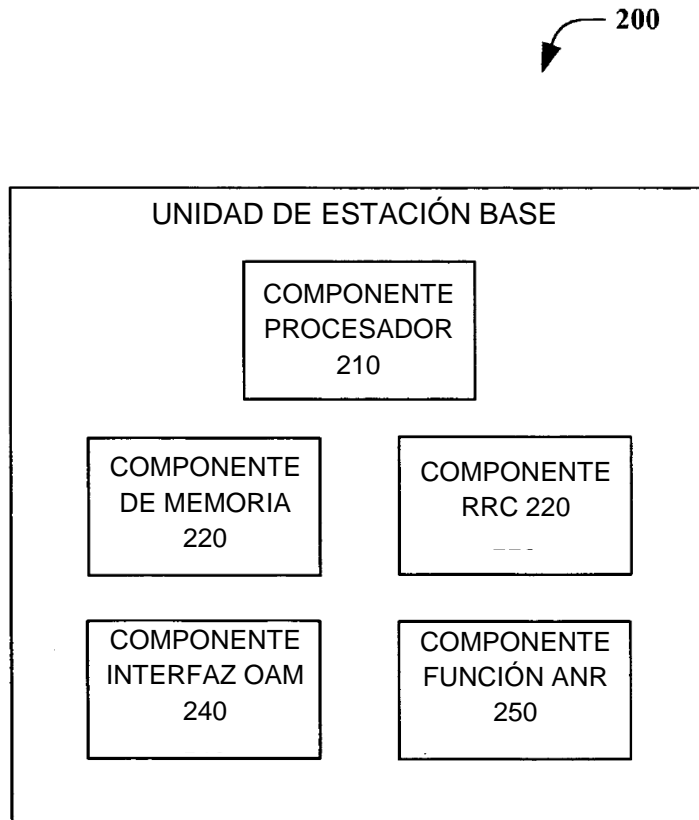 200
UNIDAD DE ESTACIÓN BASE
COMPONENTE
PROCESADOR
210
COMPONENTE
DE MEMORIA
220
COMPONENTE
RRC 220
COMPONENTE
INTERFAZ OAM
240
COMPONENTE
FUNCIÓN ANR
250